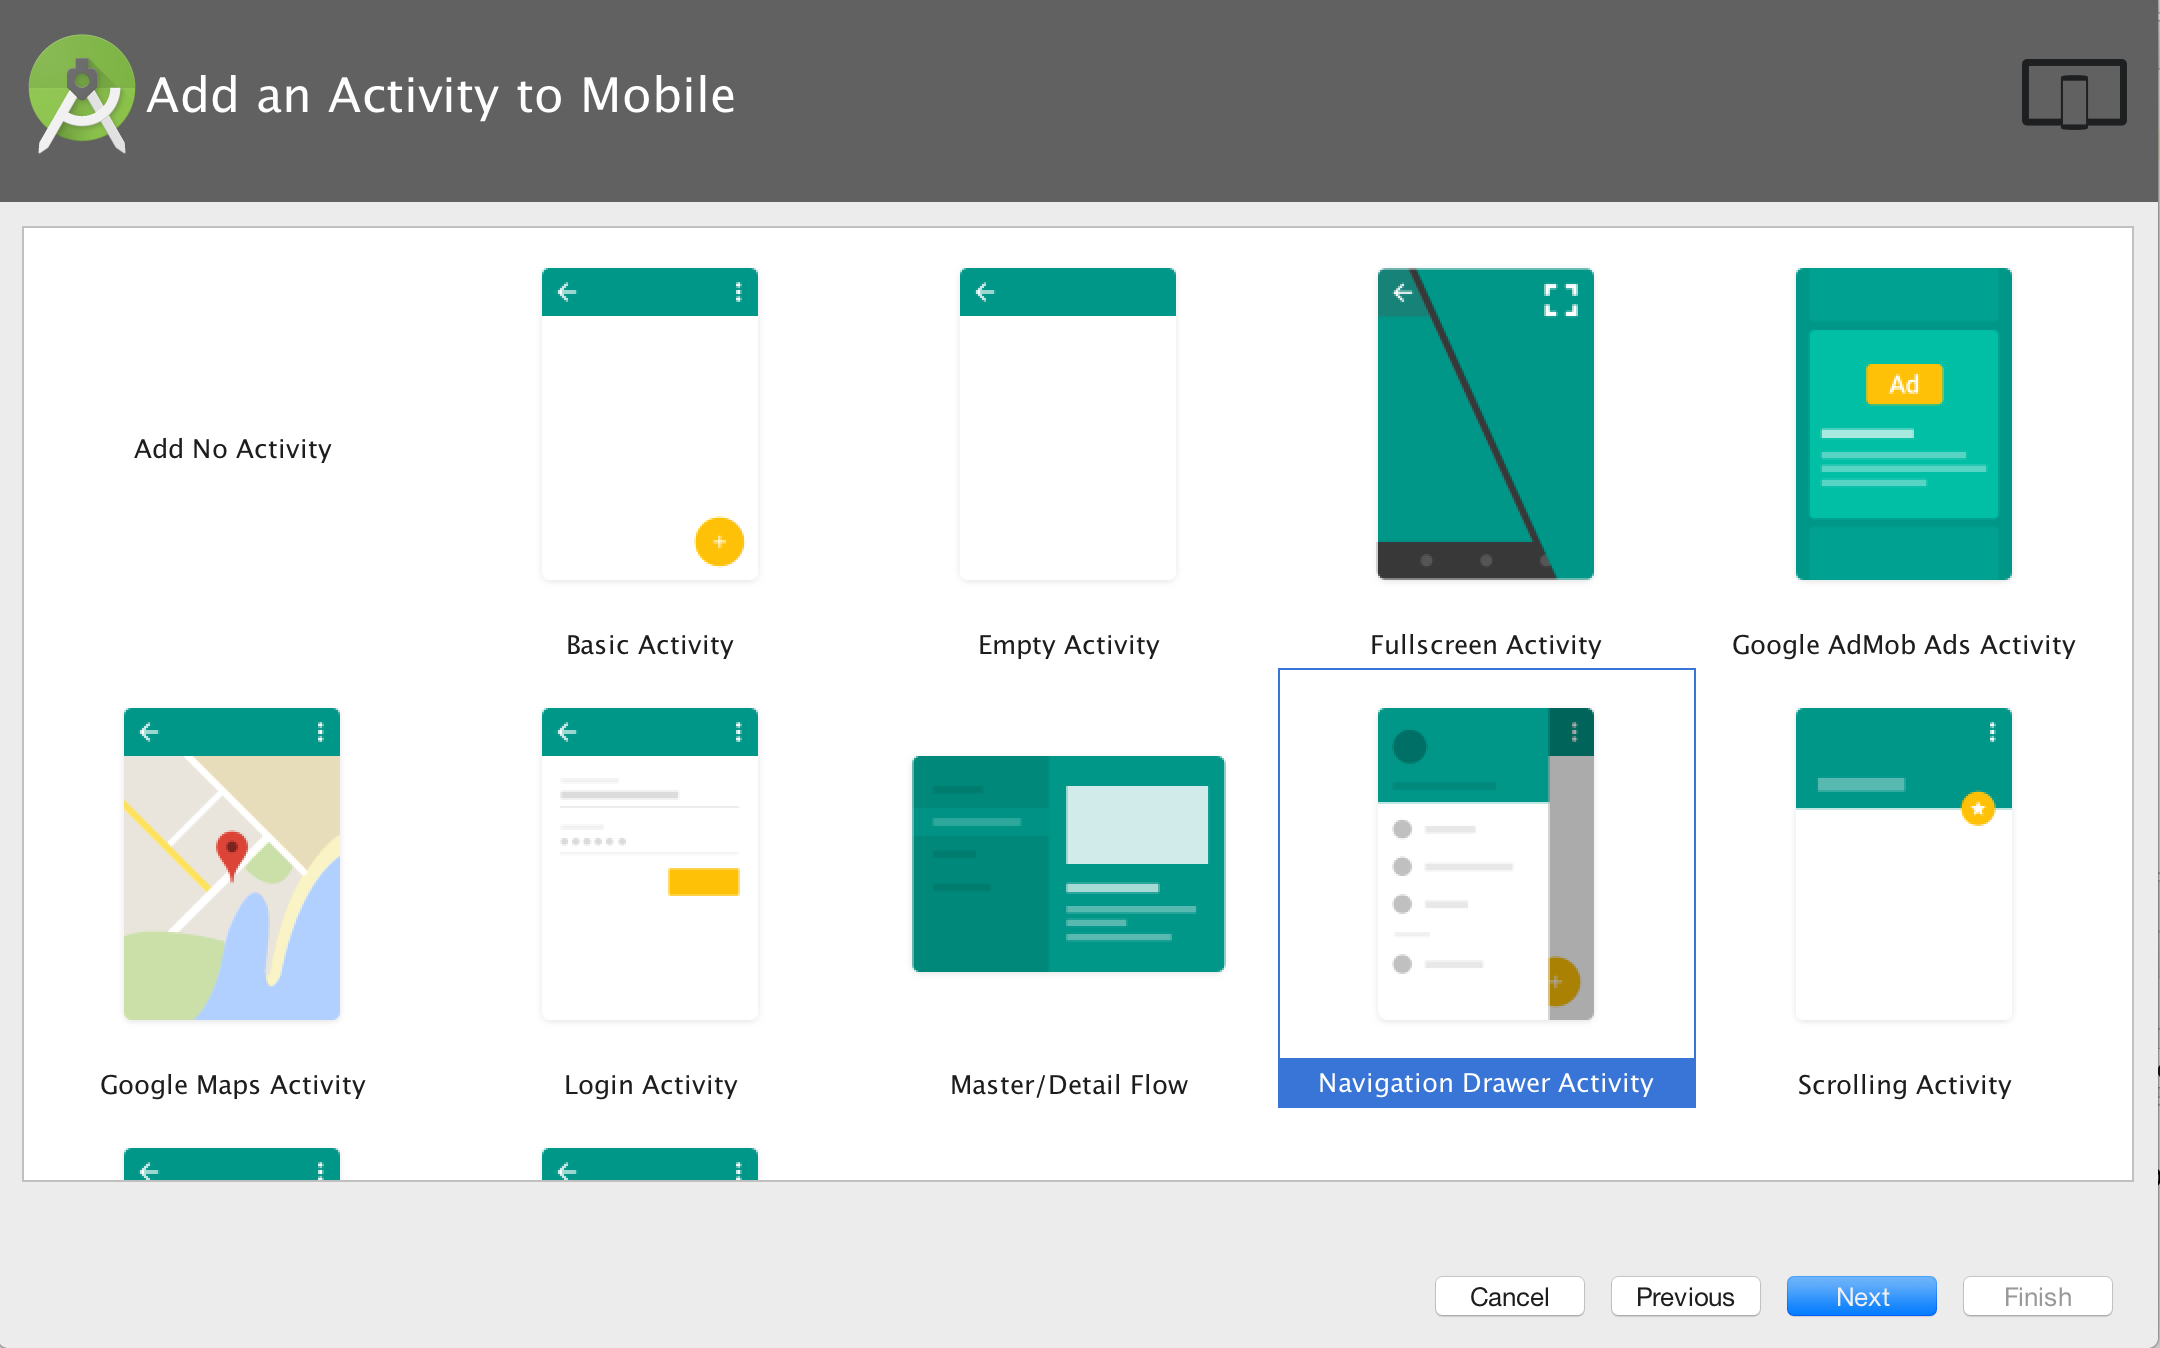 Add an Activity to Mobile
Add No Activity
Ad
Basic Activity
Empty Activity
Fullscreen Activity
Google AdMob Ads Activity
Google Maps Activity
Login Activity
Master/Detail Flow
Navigation Drawer Activity
Scrolling Activity
Cancel
Previous
Next
Finish